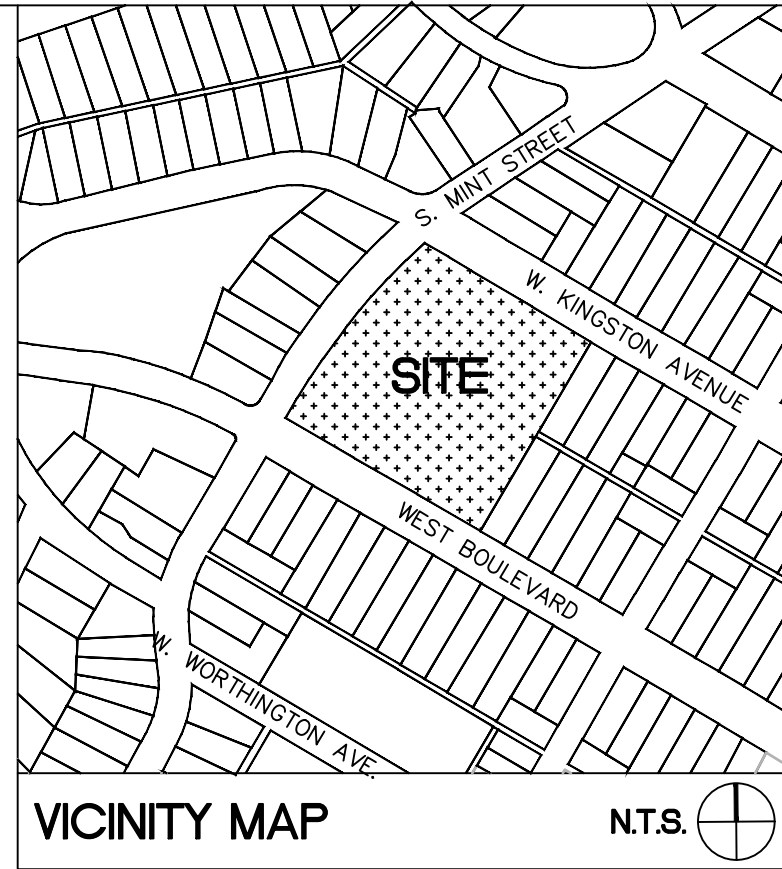 S. MINT STREET
W. KINGSTON AVENUE
SITE
WEST BOULEVARD
W. WORTHINGTON AVE.
VICINITY MAP
N.T.S.